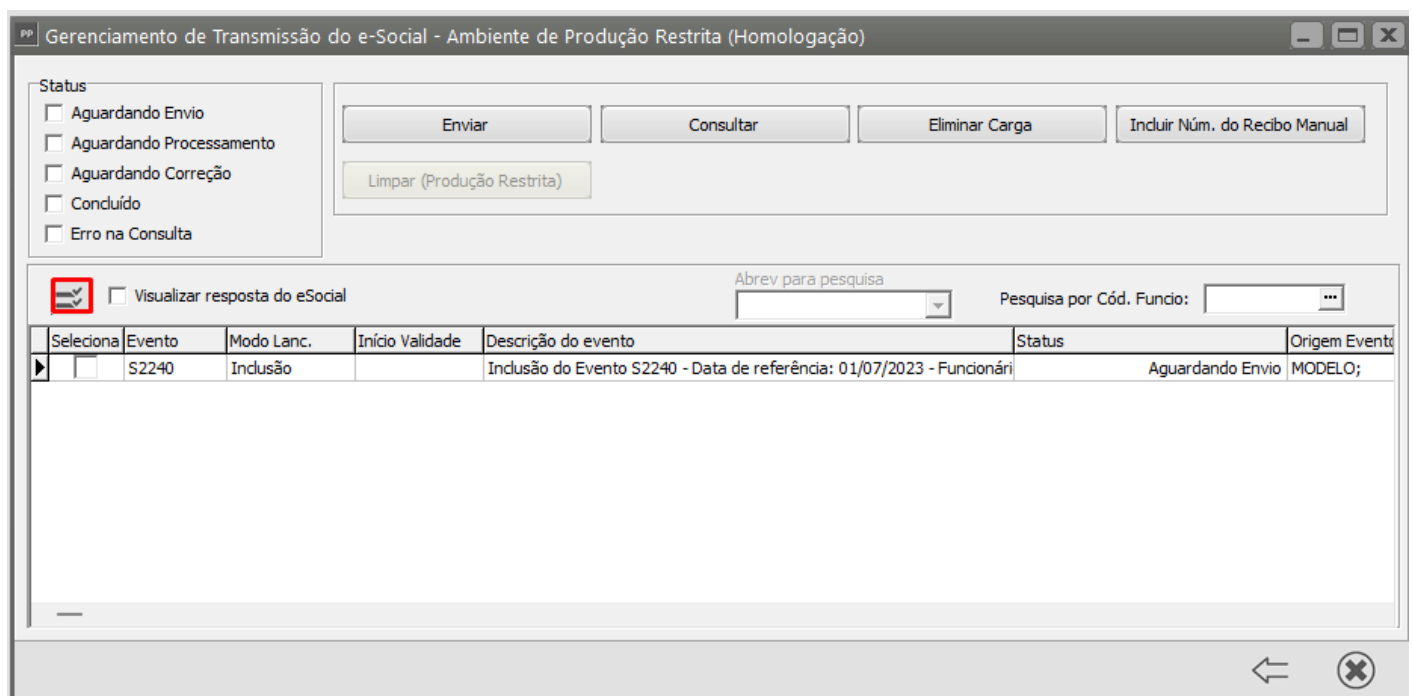 PP Gerenciamento de Transmissão do e-Social - Ambiente de Produção Restrita (Homologação)
Status
Aguardando Envio
Aguardando Processamento
Aguardando Correção
Concluído
Erro na Consulta
Enviar Consultar Eliminar Carga Incluir Núm. do Recibo Manual
Limpar (Produção Restrita)
Visualizar resposta do eSocial
Abrev para pesquisa
Pesquisa por Cód. Funcio: ...
Seleciona Evento Modo Lanc. Início Validade Descrição do evento Status Origem Evento
S2240 Inclusão Inclusão do Evento S2240 - Data de referência: 01/07/2023 - Funcionári Aguardando Envio MODELO;